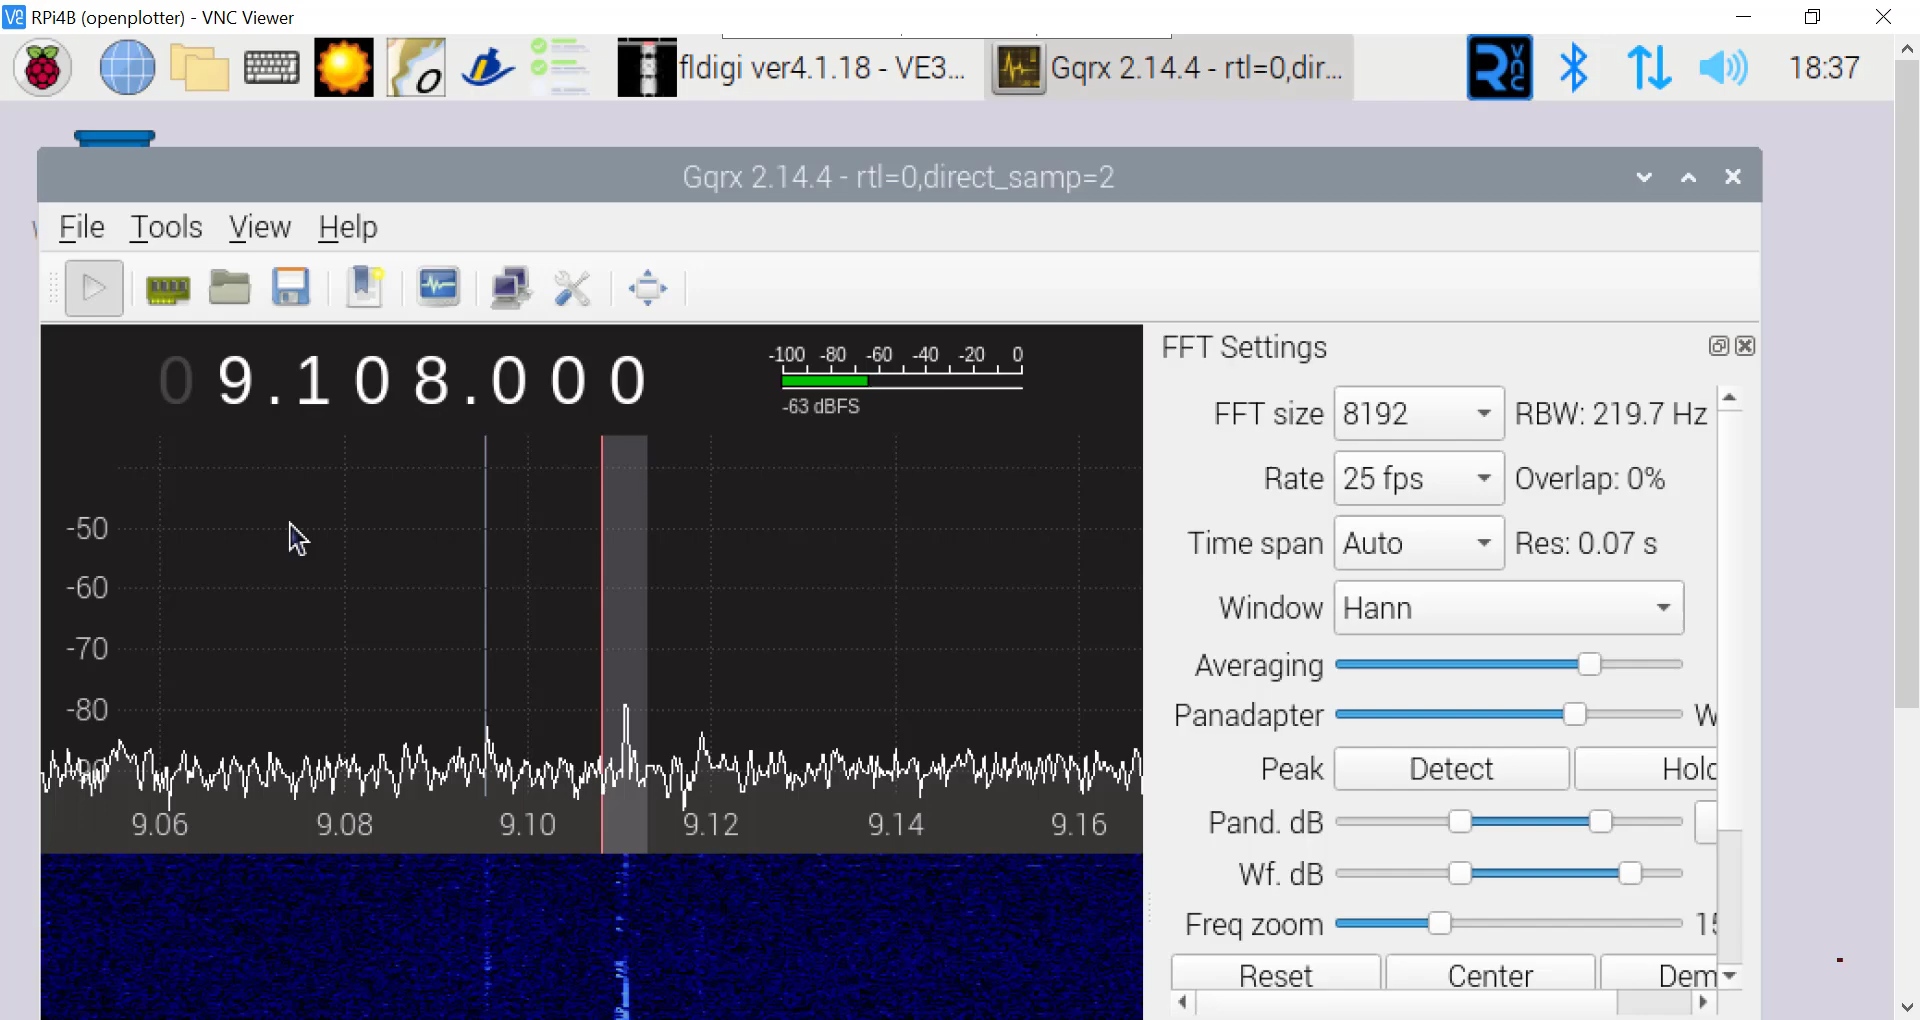 RPi4B (openplotter) - VNC Viewer
fldigi ver4.1.18 - VE3... Gqrx 2.14.4 - rtl=0,dir... 18:37
Gqrx 2.14.4 - rtl=0,direct_samp=2
File Tools View Help
FFT Settings
09.108.000
-100 -80 -60 -40 -20 0
-63 dBFS
FFT size 8192 RBW: 219.7 Hz
Rate 25 fps Overlap: 0%
Time span Auto Res: 0.07 s
Window Hann
Averaging
Panadapter W
Peak Detect Hold
Pand. dB
Wf. dB
Freq zoom 15
Reset Center Dem
-50
-60
-70
-80
-90
9.06 9.08 9.10 9.12 9.14 9.16